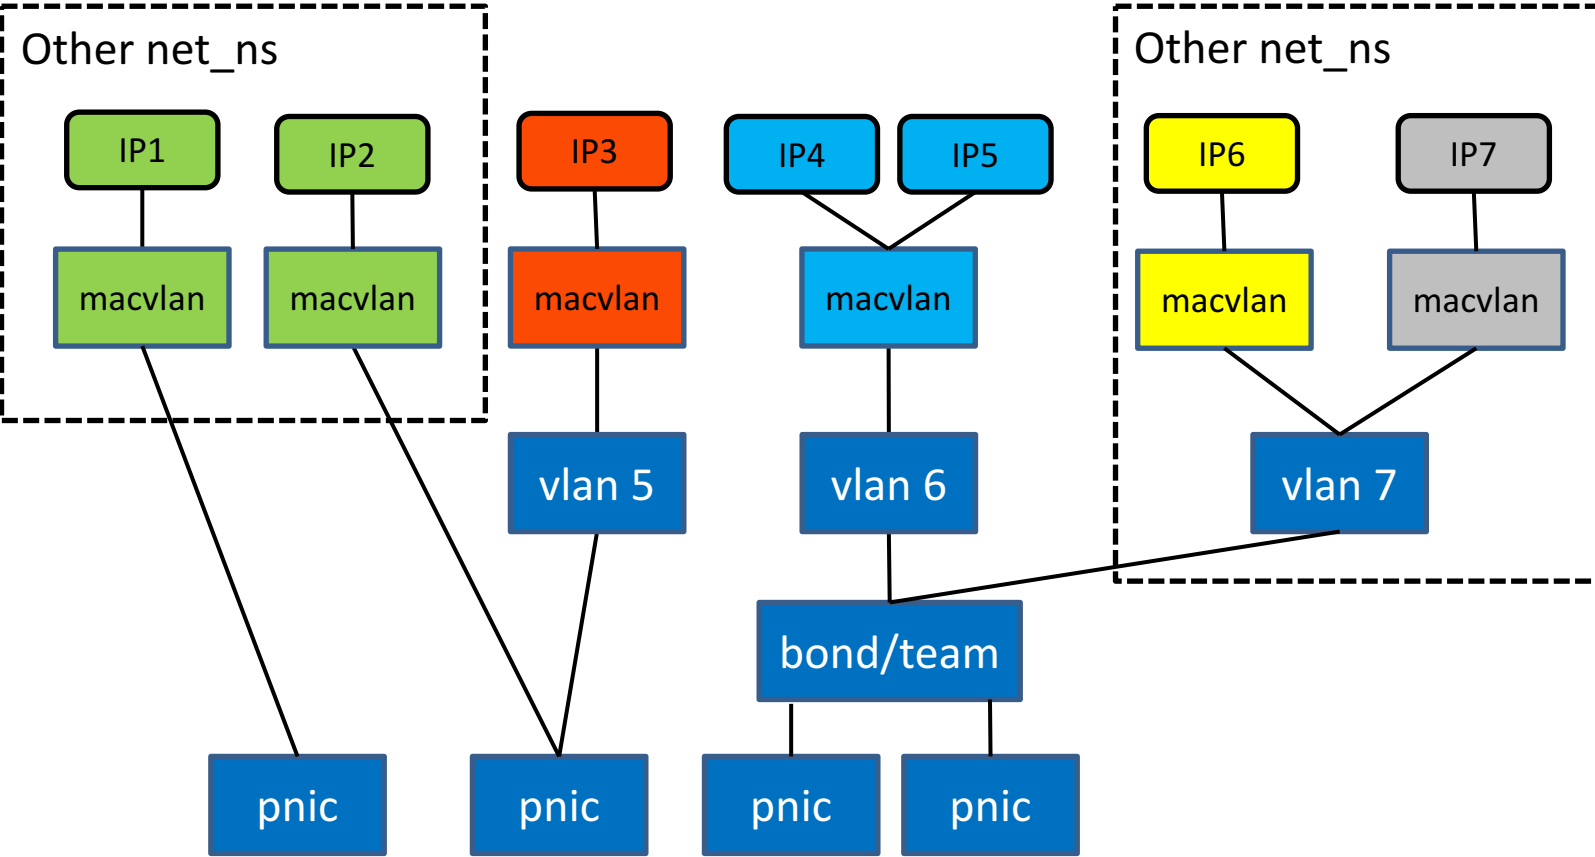 Other net_ns
Other net_ns
IP1
IP2
IP3
IP4
IP5
IP6
IP7
macvlan
macvlan
macvlan
macvlan
macvlan
macvlan
vlan 5
vlan 6
vlan 7
bond/team
pnic
pnic
pnic
pnic